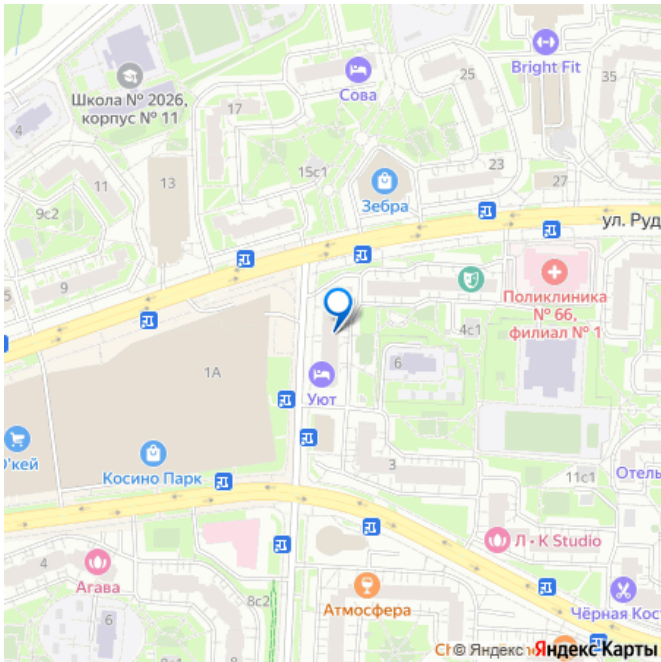 Bright Fit
25
35
Сова
Школа № 2026,
корпус № 11
17
4
15с1
23
27
11
13
9с2
Зебра
ул. Руд
9
5
Поликлиника
№ 66,
филиал № 1
4с1
6
1А
Уют
О'кей
Косино Парк
3
11с1
Отель
Л • К Studio
4
Агава
8с2
Атмосфера
Чёрная Кос
6
8с1
© Яндекс Яндекс Карты